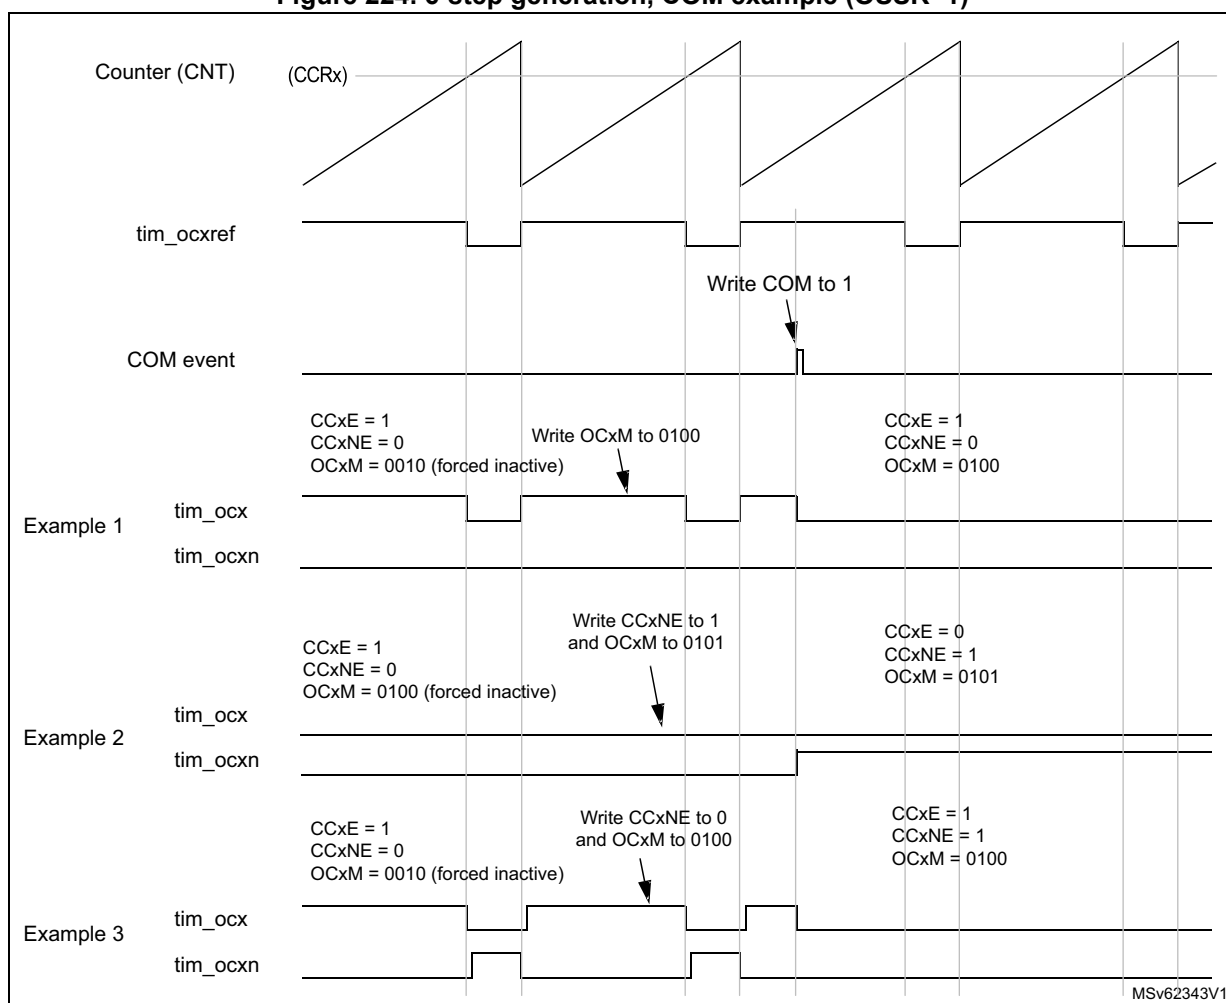 Figure 224. 6-step generation, COM example (OSSR=1)
Counter (CNT)
(CCRx)
tim_ocxref
Write COM to 1
COM event
CCxE = 1
CCxNE = 0
OCxM = 0010 (forced inactive)
Write OCxM to 0100
CCxE = 1
CCxNE = 0
OCxM = 0100
Example 1
tim_ocx
tim_ocxn
CCxE = 1
CCxNE = 0
OCxM = 0100 (forced inactive)
Write CCxNE to 1
and OCxM to 0101
CCxE = 0
CCxNE = 1
OCxM = 0101
Example 2
tim_ocx
tim_ocxn
CCxE = 1
CCxNE = 0
OCxM = 0010 (forced inactive)
Write CCxNE to 0
and OCxM to 0100
CCxE = 1
CCxNE = 1
OCxM = 0100
Example 3
tim_ocx
tim_ocxn
MSv62343V1